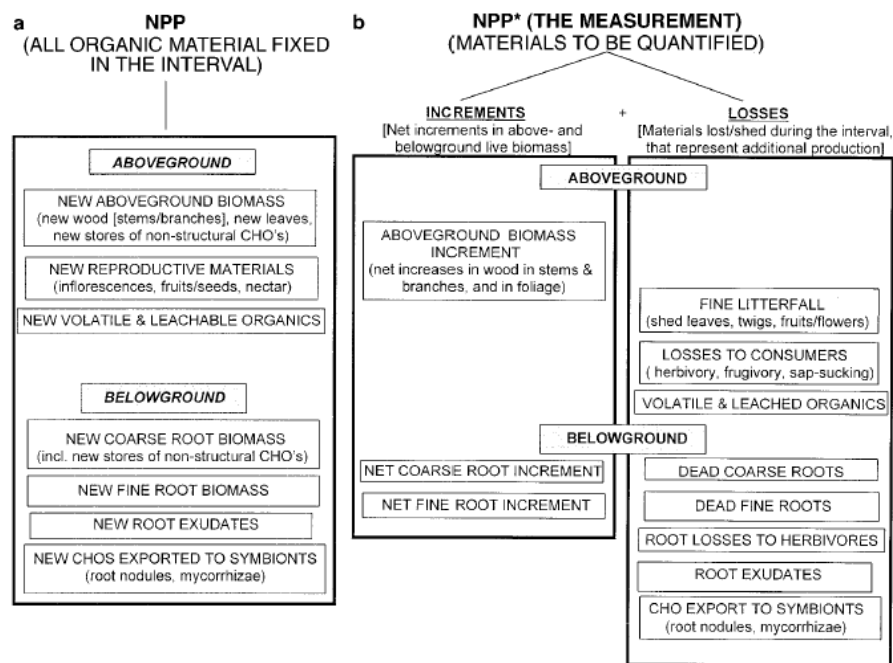 a
NPP
(ALL ORGANIC MATERIAL FIXED
IN THE INTERVAL)
ABOVEGROUND
NEW ABOVEGROUND BIOMASS
(new wood [stems/branches], new leaves,
new stores of non-structural CHO's)
NEW REPRODUCTIVE MATERIALS
(inflorescences, fruits/seeds, nectar)
NEW VOLATILE & LEACHABLE ORGANICS
BELOWGROUND
NEW COARSE ROOT BIOMASS
(incl. new stores of non-structural CHO's)
NEW FINE ROOT BIOMASS
NEW ROOT EXUDATES
NEW CHOS EXPORTED TO SYMBIONTS
(root nodules, mycorrhizae)
b
NPP* (THE MEASUREMENT)
(MATERIALS TO BE QUANTIFIED)
INCREMENTS
[Net increments in above- and
belowground live biomass]
+
LOSSES
[Materials lost/shed during the interval,
that represent additional production]
ABOVEGROUND
ABOVEGROUND BIOMASS
INCREMENT
(net increases in wood in stems &
branches, and in foliage)
FINE LITTERFALL
(shed leaves, twigs, fruits/flowers)
LOSSES TO CONSUMERS
( herbivory, frugivory, sap-sucking)
VOLATILE & LEACHED ORGANICS
BELOWGROUND
NET COARSE ROOT INCREMENT
NET FINE ROOT INCREMENT
DEAD COARSE ROOTS
DEAD FINE ROOTS
ROOT LOSSES TO HERBIVORES
ROOT EXUDATES
CHO EXPORT TO SYMBIONTS
(root nodules, mycorrhizae)